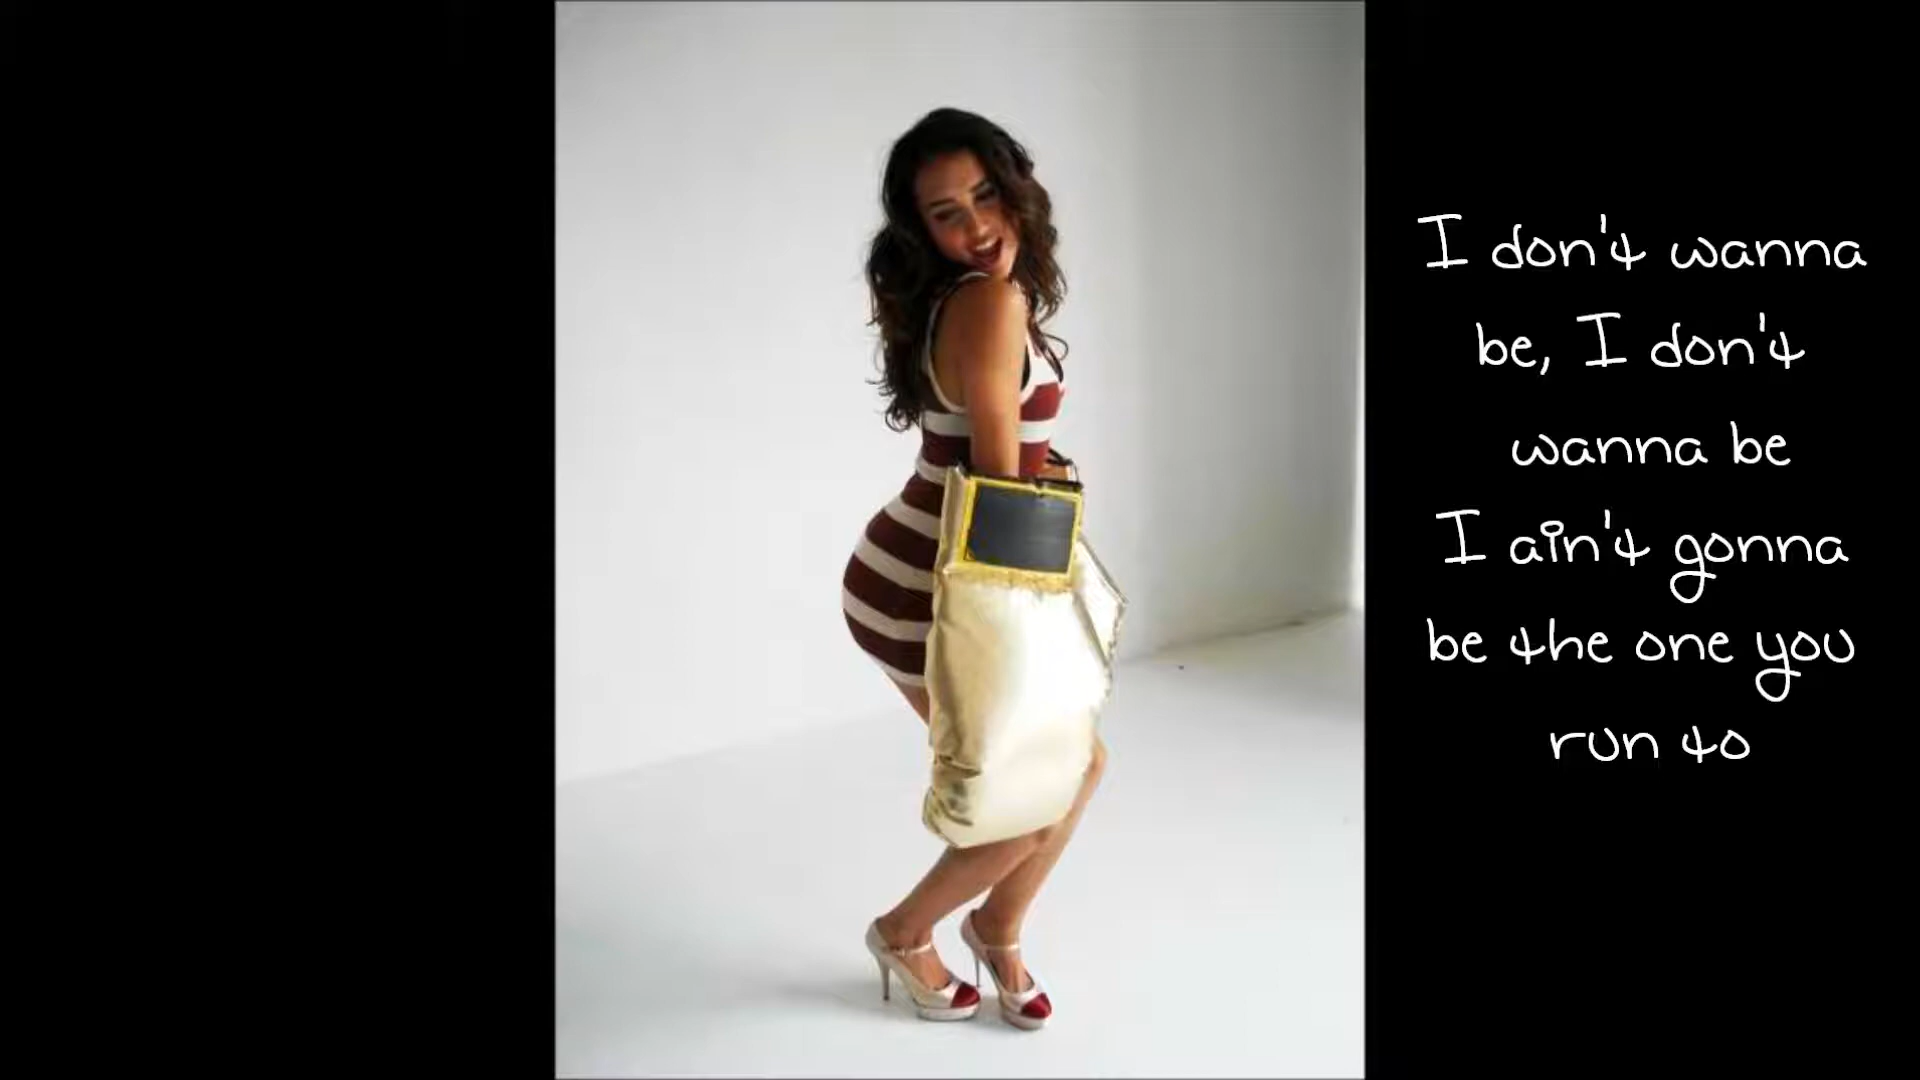 I don't wanna
be, I don't
wanna be
I ain't gonna
be the one you
run to